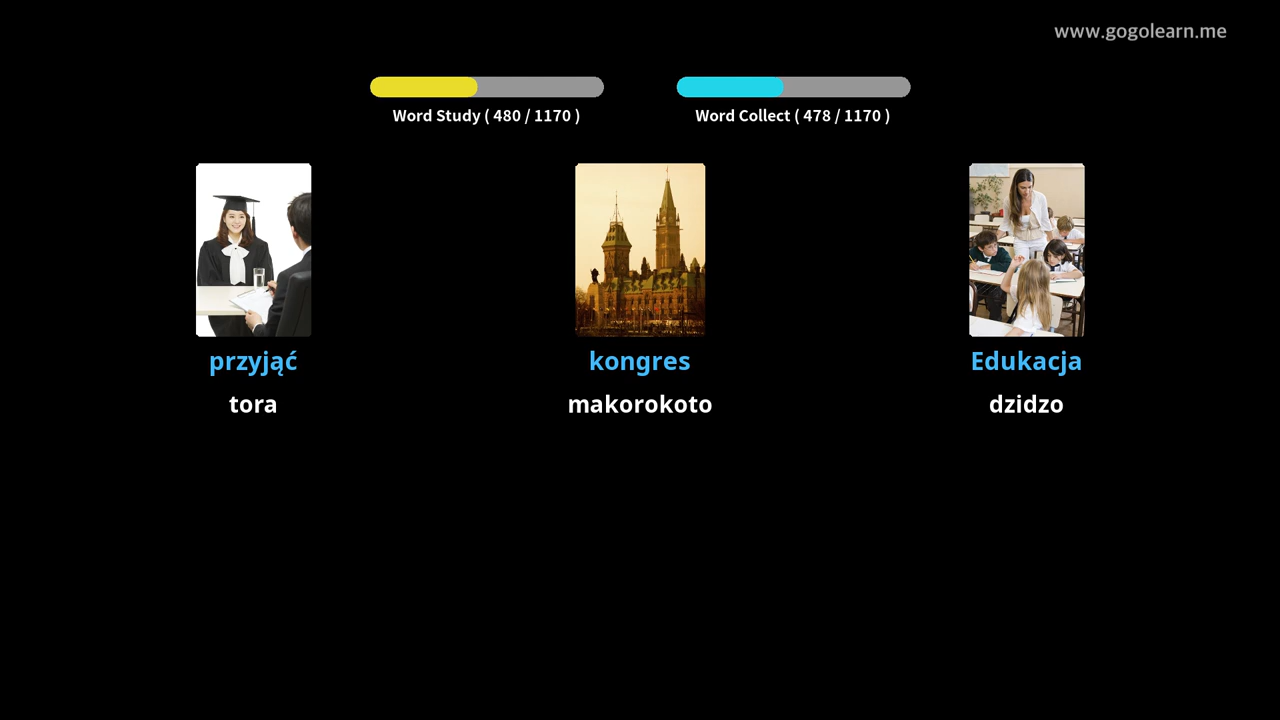 www.gogolearn.me
Word Study ( 480 / 1170 )
Word Collect ( 478 / 1170 )
przyjąć
kongres
Edukacja
tora
makorokoto
dzidzo